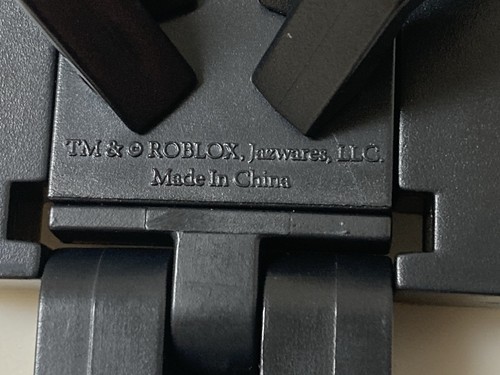 TM & © ROBLOX, Jazwares, LLC.
Made In China